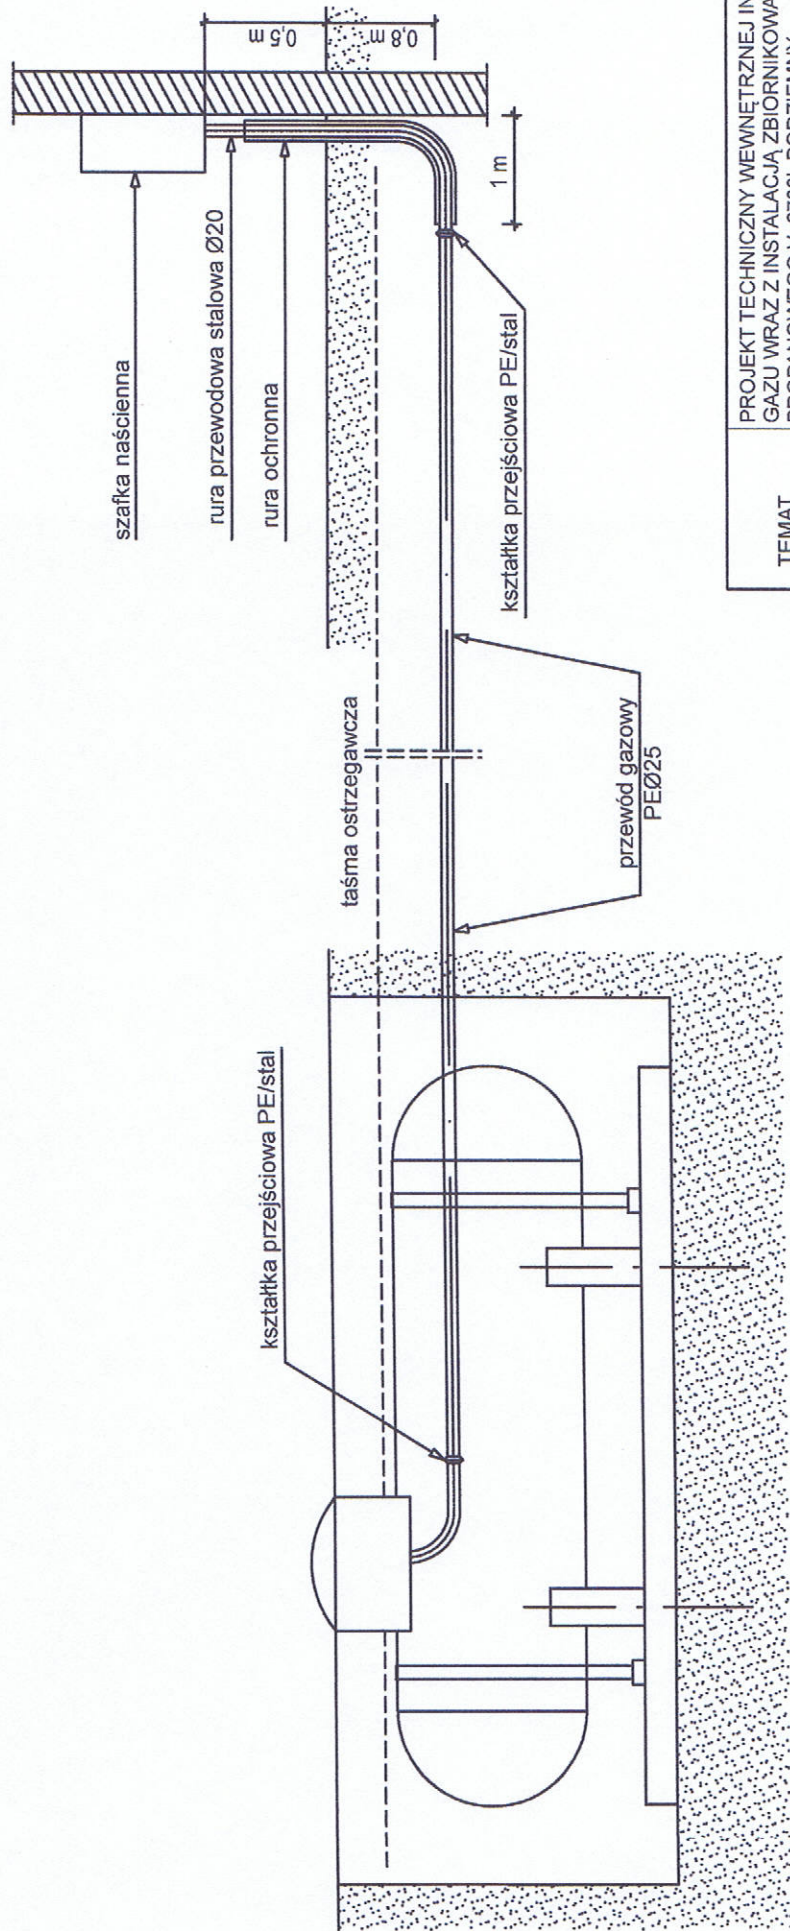 szafka naścienna
rura przewodowa stalowa Ø20
rura ochronna
0,5 m
0,8 m
1 m
kształtka przejściowa PE/stal
taśma ostrzegawcza
przewód gazowy
PEØ25
kształtka przejściowa PE/stal
TEMAT
PROJEKT TECHNICZNY WEWNĘTRZNEJ IN
GAZU WRAZ Z INSTALACJĄ ZBIORNIKOWĄ